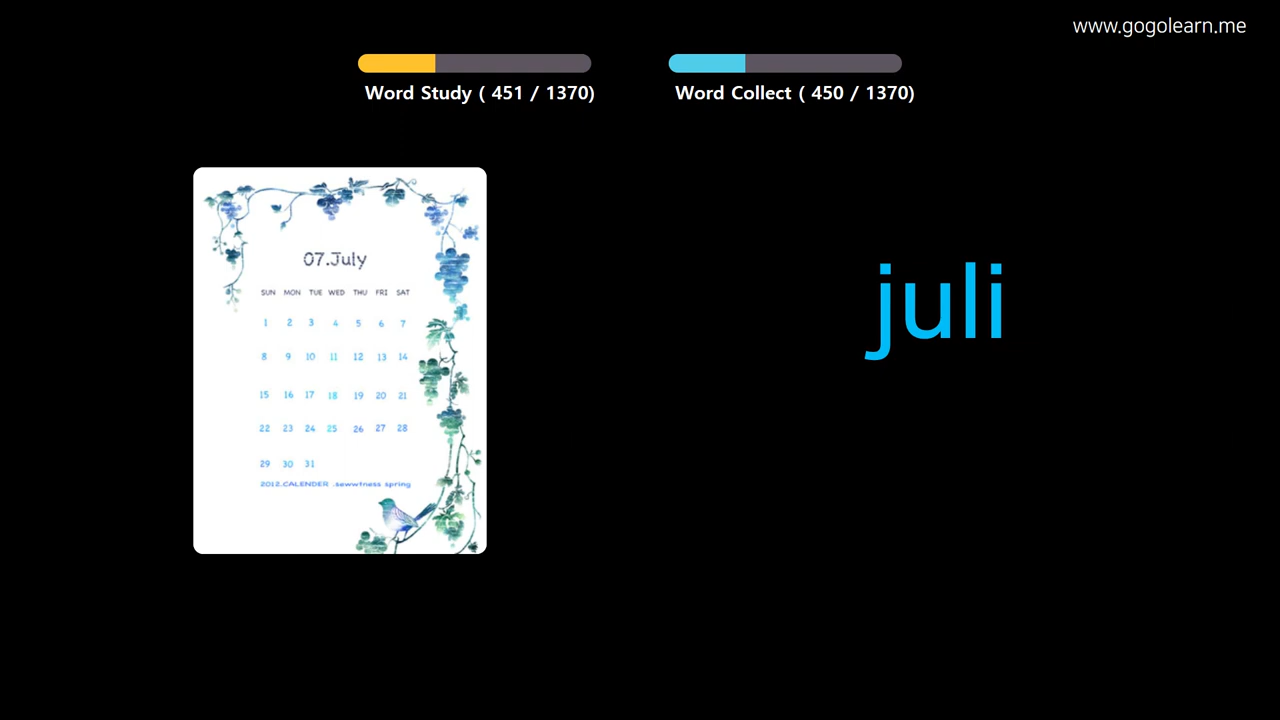 www.gogolearn.me
Word Study ( 451 / 1370)
Word Collect ( 450 / 1370)
07.July
SUN MON TUE WED THU FRI SAT
1 2 3 4 5 6 7
8 9 10 11 12 13 14
15 16 17 18 19 20 21
22 23 24 25 26 27 28
29 30 31
2012.CALENDER .sewwtness spring
juli